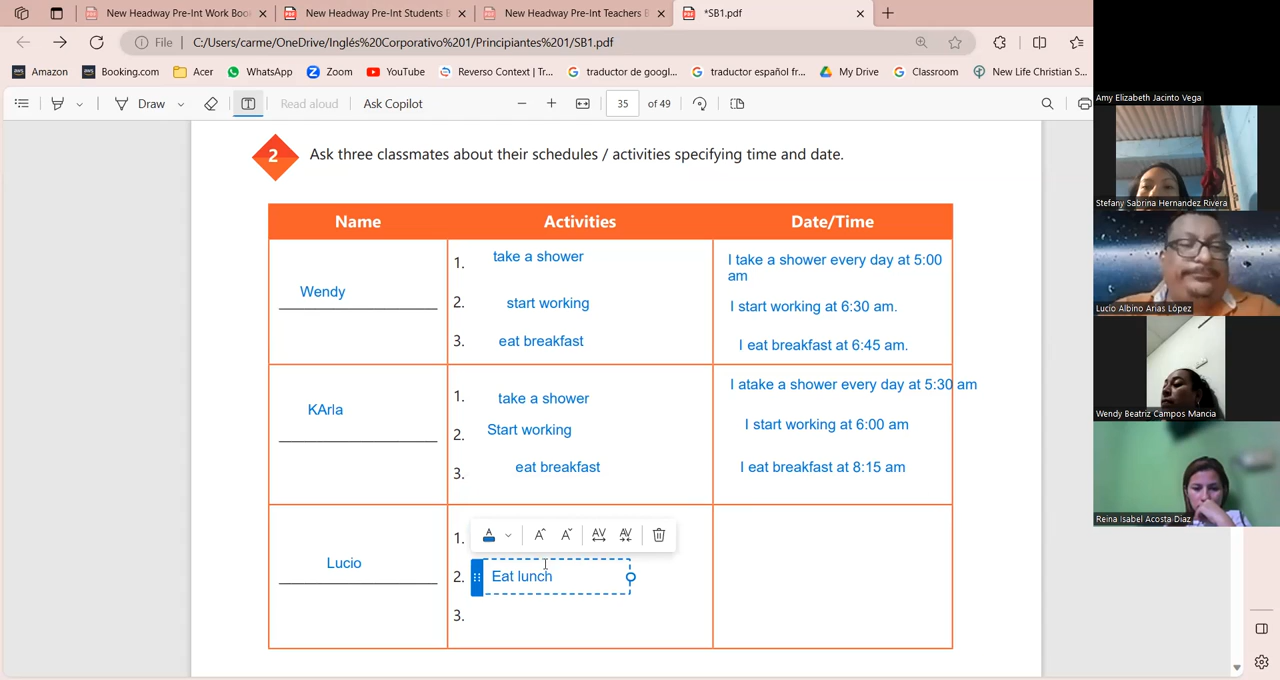 New Headway Pre-Int Work Boo
New Headway Pre-Int Students B
New Headway Pre-Int Teachers B
*SB1.pdf
File
C:/Users/carme/OneDrive/Inglés%20Corporativo%201/Principiantes%201/SB1.pdf
Amazon
Booking.com
Acer
WhatsApp
Zoom
YouTube
Reverso Context | Tr...
traductor de googl...
traductor español fr...
My Drive
Classroom
New Life Christian S...
Draw
Read aloud
Ask Copilot
35
of 49
2
Ask three classmates about their schedules / activities specifying time and date.
Name
Activities
Date/Time
Wendy
1. take a shower
I take a shower every day at 5:00
am
2. start working
I start working at 6:30 am.
3. eat breakfast
I eat breakfast at 6:45 am.
KArla
1. take a shower
I atake a shower every day at 5:30 am
2. Start working
I start working at 6:00 am
3. eat breakfast
I eat breakfast at 8:15 am
Lucio
1.
2. Eat lunch
3.
Amy Elizabeth Jacinto Vega
Stefany Sabrina Hernandez Rivera
Lucio Albino Arias López
Wendy Beatriz Campos Mancia
Reina Isabel Acosta Diaz